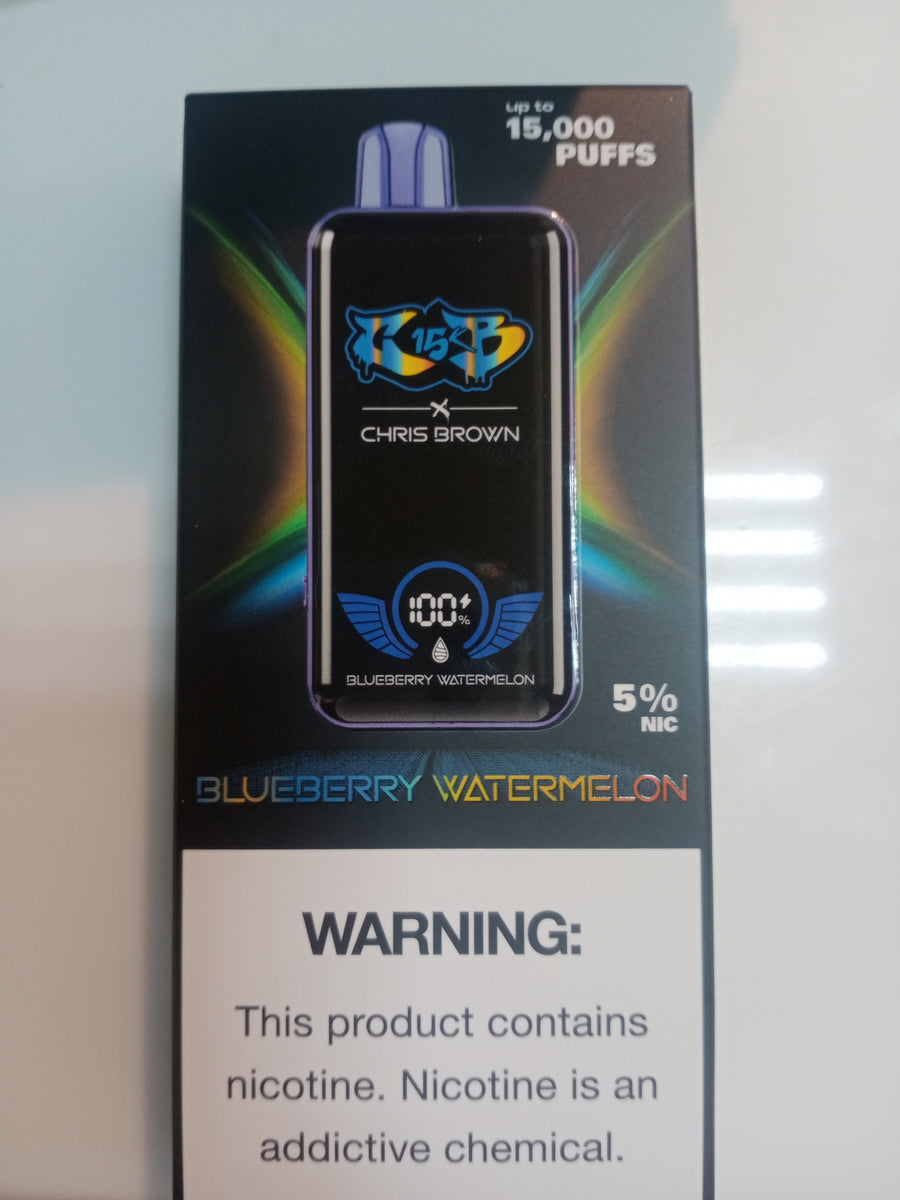 up to
15,000
PUFFS
CB 15K
X
CHRIS BROWN
100%
BLUEBERRY WATERMELON
5%
NIC
BLUEBERRY WATERMELON
WARNING:
This product contains
nicotine. Nicotine is an
addictive chemical.